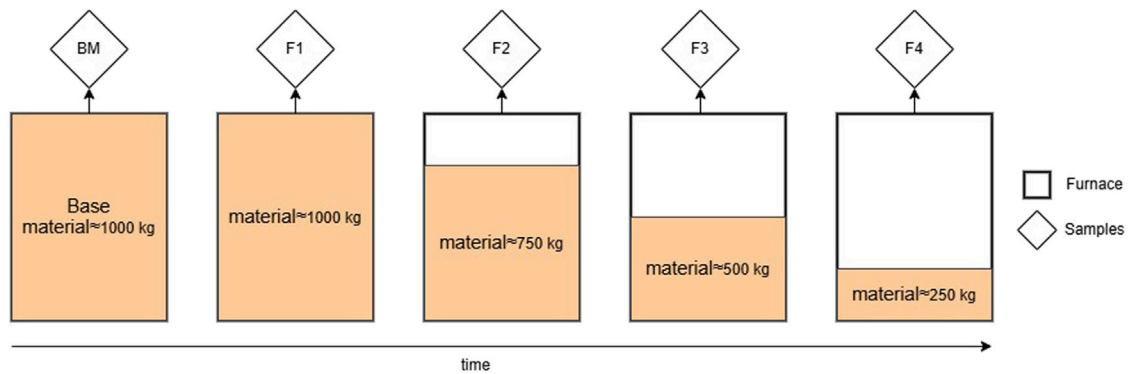 BM
F1
F2
F3
F4
Base
material≈1000 kg
material≈1000 kg
material≈750 kg
material≈500 kg
material≈250 kg
Furnace
Samples
time